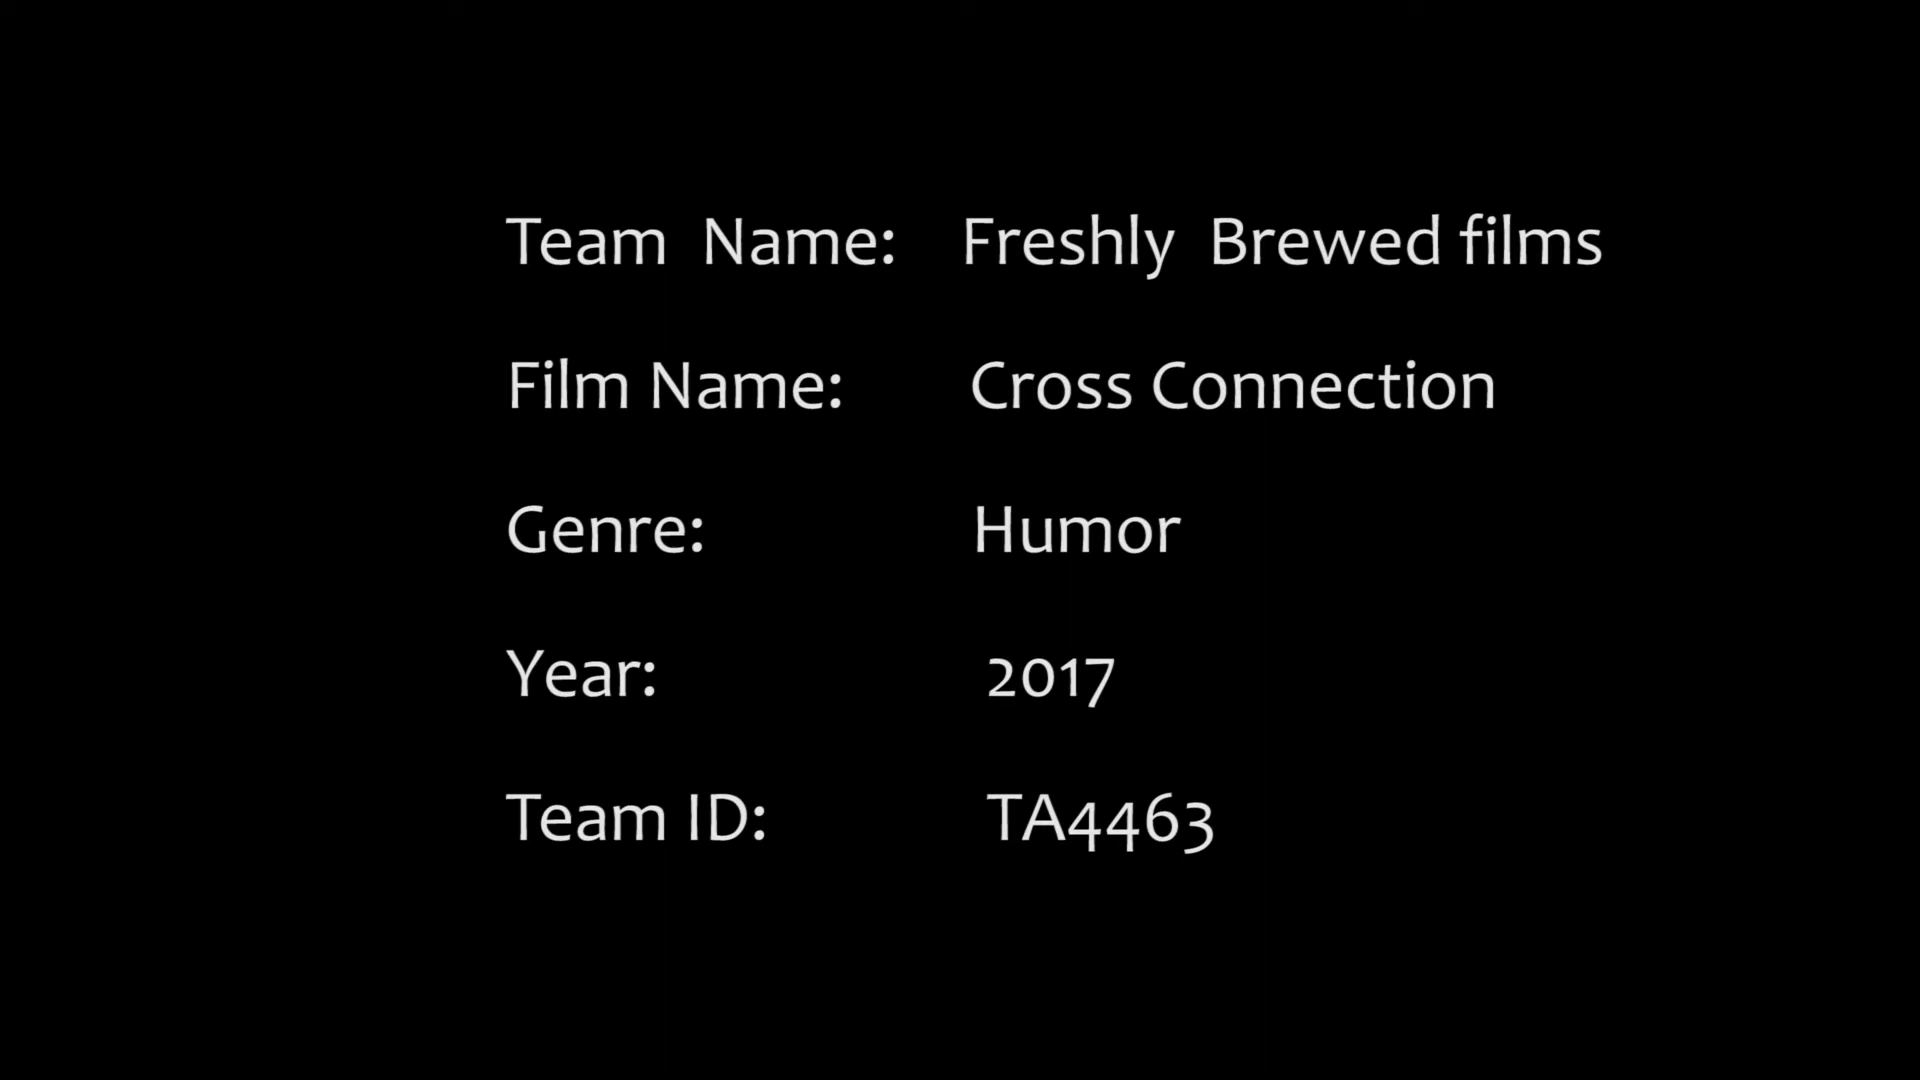 Team Name: Freshly Brewed films
Film Name: Cross Connection
Genre: Humor
Year: 2017
Team ID: TA4463